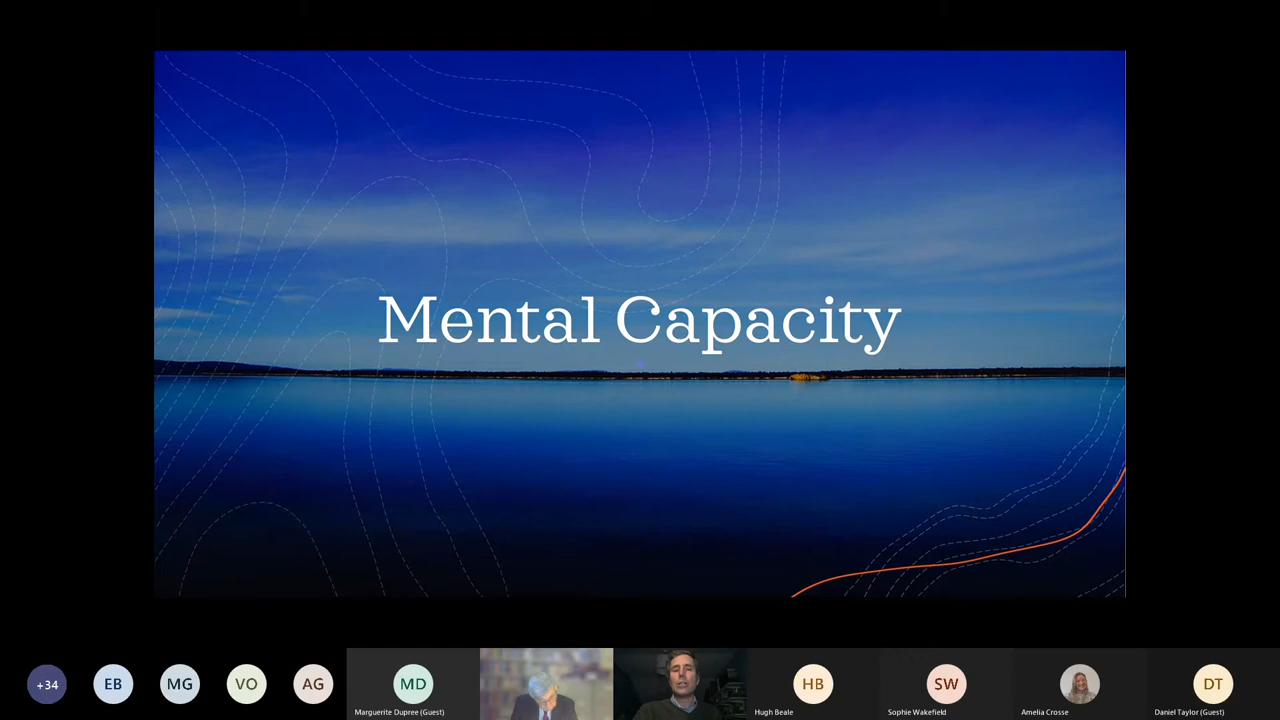 Mental Capacity
+34
EB
MG
VO
AG
MD
Marguerite Dupree (Guest)
HB
Hugh Beale
SW
Sophie Wakefield
Amelia Crosse
DT
Daniel Taylor (Guest)